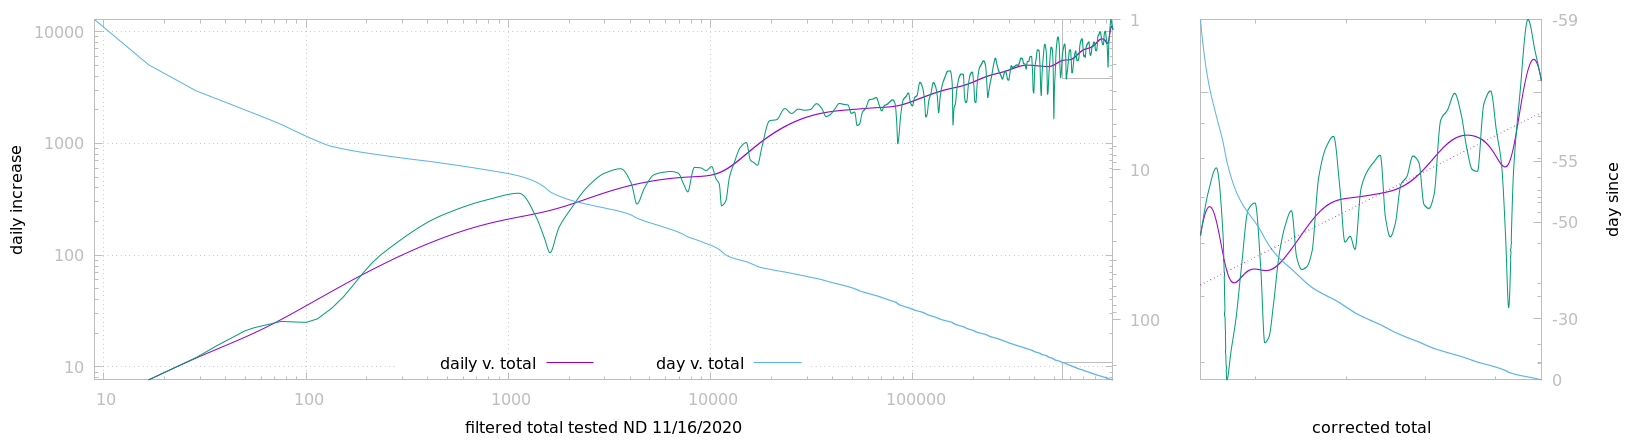 daily increase
10000
1000
100
10
daily v. total
day v. total
10
100
1000
10000
100000
filtered total tested ND 11/16/2020
1
10
100
-59
-55
-50
-30
0
day since
corrected total